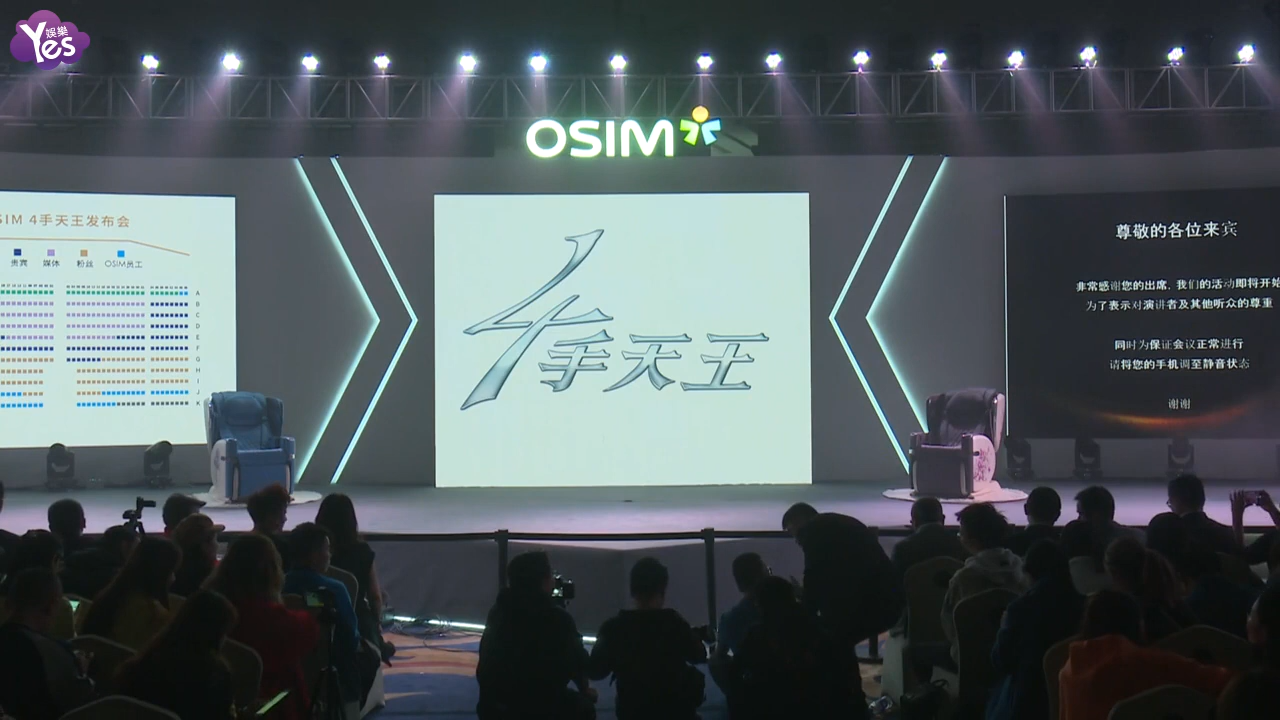 娱樂
Yes
OSIM
SIM 4手天王发布会
贵宾 媒体 粉丝 OSIM员工
A
B
C
D
E
F
G
H
K
4手天王
尊敬的各位来宾
非常感谢您的出席,我们的活动即将开始
为了表示对演讲者及其他听众的尊重
同时为保证会议正常进行
请将您的手机调至静音状态
谢谢